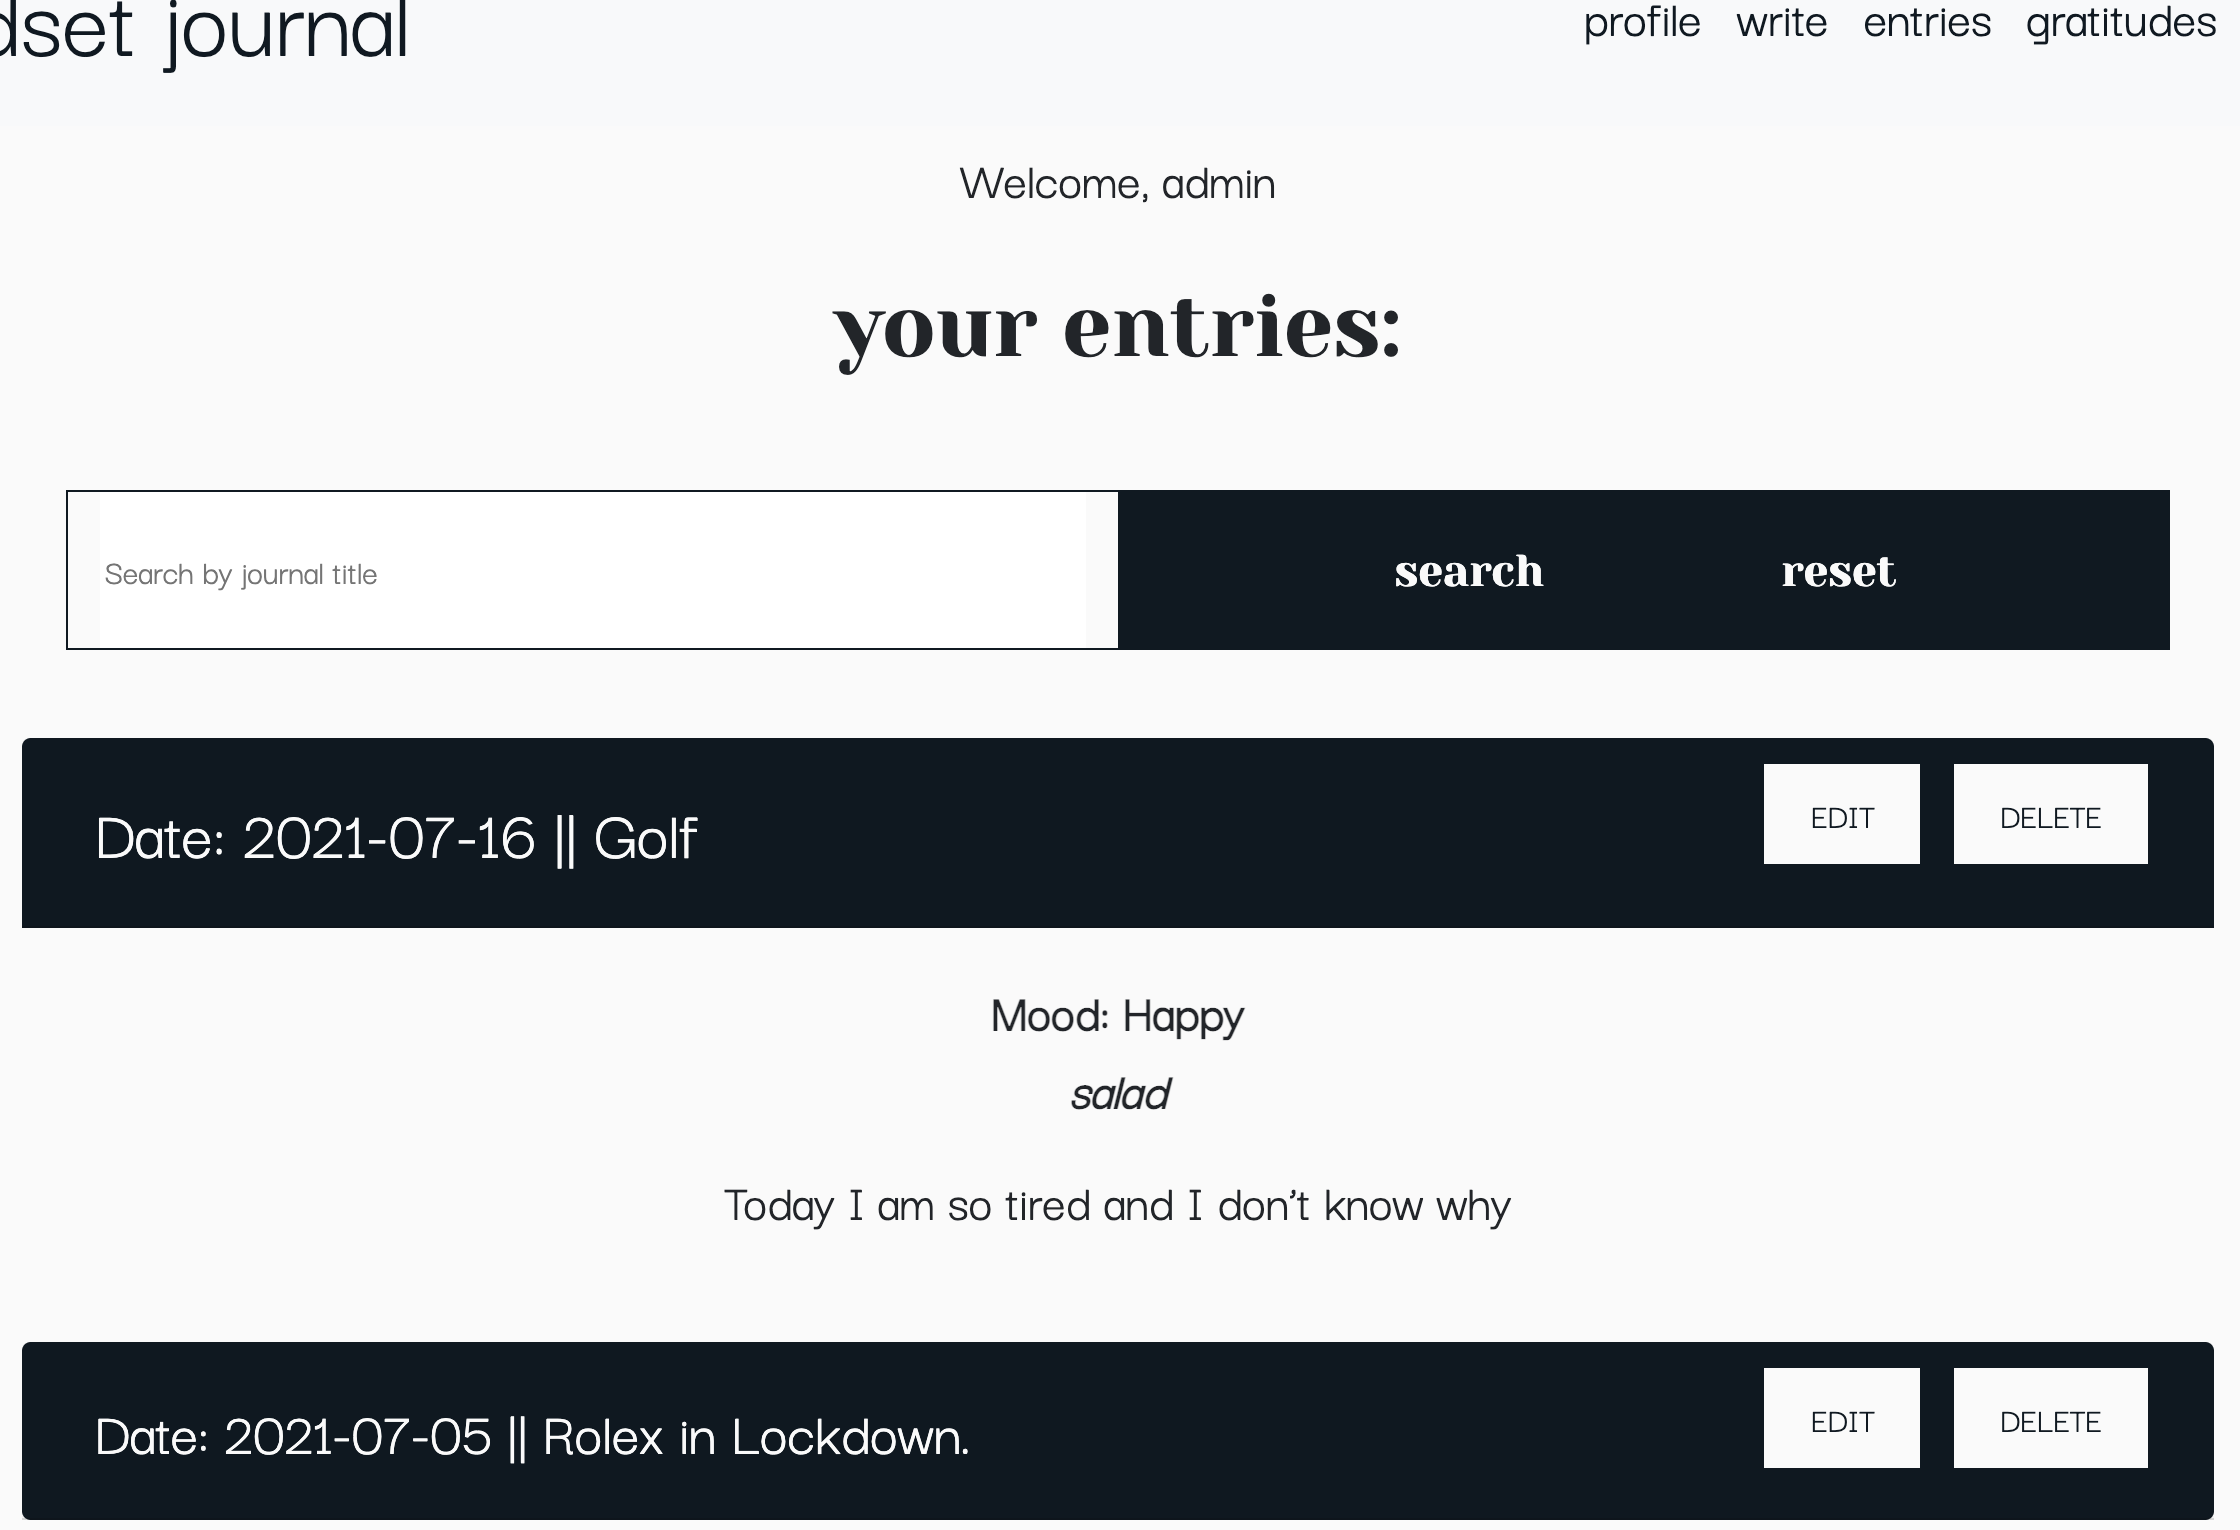 journal
profile write entries gratitudes
Welcome, admin
your entries:
Search by journal title
search reset
Date: 2021-07-16 || Golf
EDIT DELETE
Mood: Happy
salad
Today I am so tired and I don't know why
Date: 2021-07-05 || Rolex in Lockdown.
EDIT DELETE